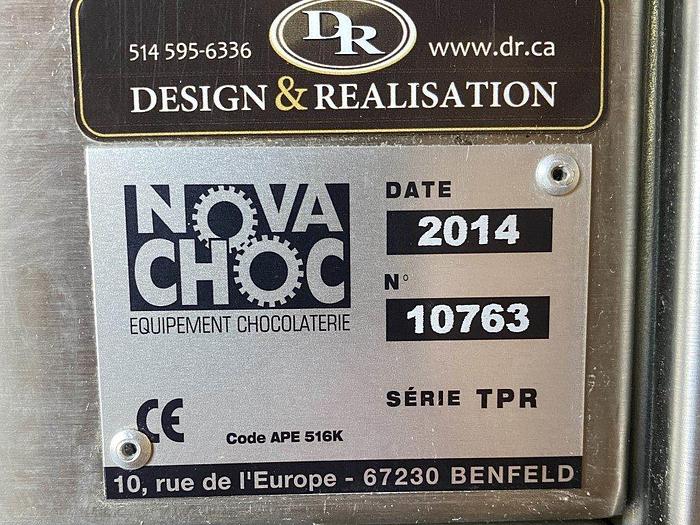 DR
514 595-6336
www.dr.ca
DESIGN & REALISATION
NOVA
CHOC
EQUIPEMENT CHOCOLATERIE
DATE
2014
N°
10763
SÉRIE TPR
CE
Code APE 516K
10, rue de l'Europe - 67230 BENFELD